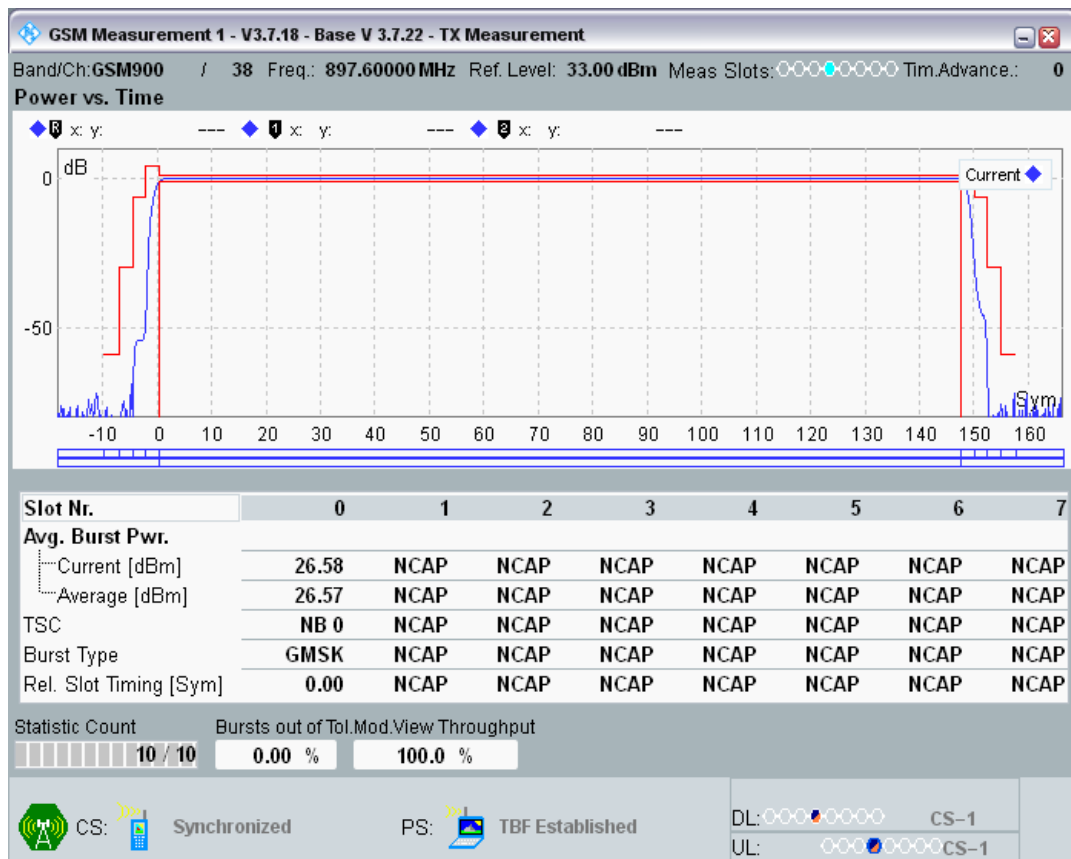 GSM Measurement 1 - V3.7.18 - Base V 3.7.22 - TX Measurement
Band/Ch:GSM900 / 38 Freq.: 897.60000 MHz Ref. Level: 33.00 dBm Meas Slots: Tim.Advance.: 0
Power vs. Time
R x: y: --- 1 x: y: --- 2 x: y: ---
dB
Current
0
-50
Sym
-10 0 10 20 30 40 50 60 70 80 90 100 110 120 130 140 150 160
Slot Nr. 0 1 2 3 4 5 6 7
Avg. Burst Pwr.
Current [dBm] 26.58 NCAP NCAP NCAP NCAP NCAP NCAP NCAP
Average [dBm] 26.57 NCAP NCAP NCAP NCAP NCAP NCAP NCAP
TSC NB 0 NCAP NCAP NCAP NCAP NCAP NCAP NCAP
Burst Type GMSK NCAP NCAP NCAP NCAP NCAP NCAP NCAP
Rel. Slot Timing [Sym] 0.00 NCAP NCAP NCAP NCAP NCAP NCAP NCAP
Statistic Count Bursts out of Tol.Mod.View Throughput
10 / 10 0.00 % 100.0 %
CS: Synchronized PS: TBF Established
DL: CS-1
UL: CS-1